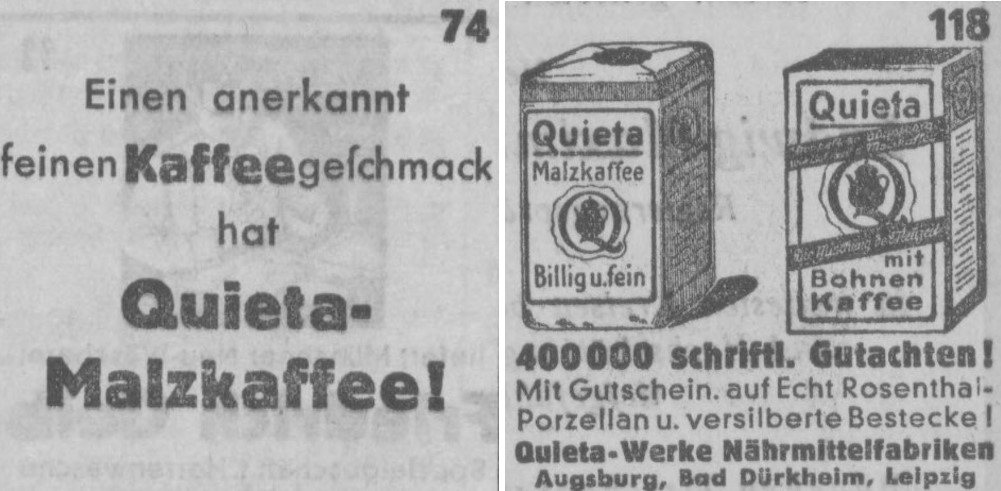 74
Einen anerkannt
feinen Kaffeegeſchmack
hat
Quieta-
Malzkaffee!
118
Quieta
Malzkaffee
Billig u. fein
Quieta
mit
Bohnen
Kaffee
400000 schriftl. Gutachten!
Mit Gutschein. auf Echt Rosenthal-
Porzellan u. versilberte Bestecke!
Quieta-Werke Nährmittelfabriken
Augsburg, Bad Dürkheim, Leipzig